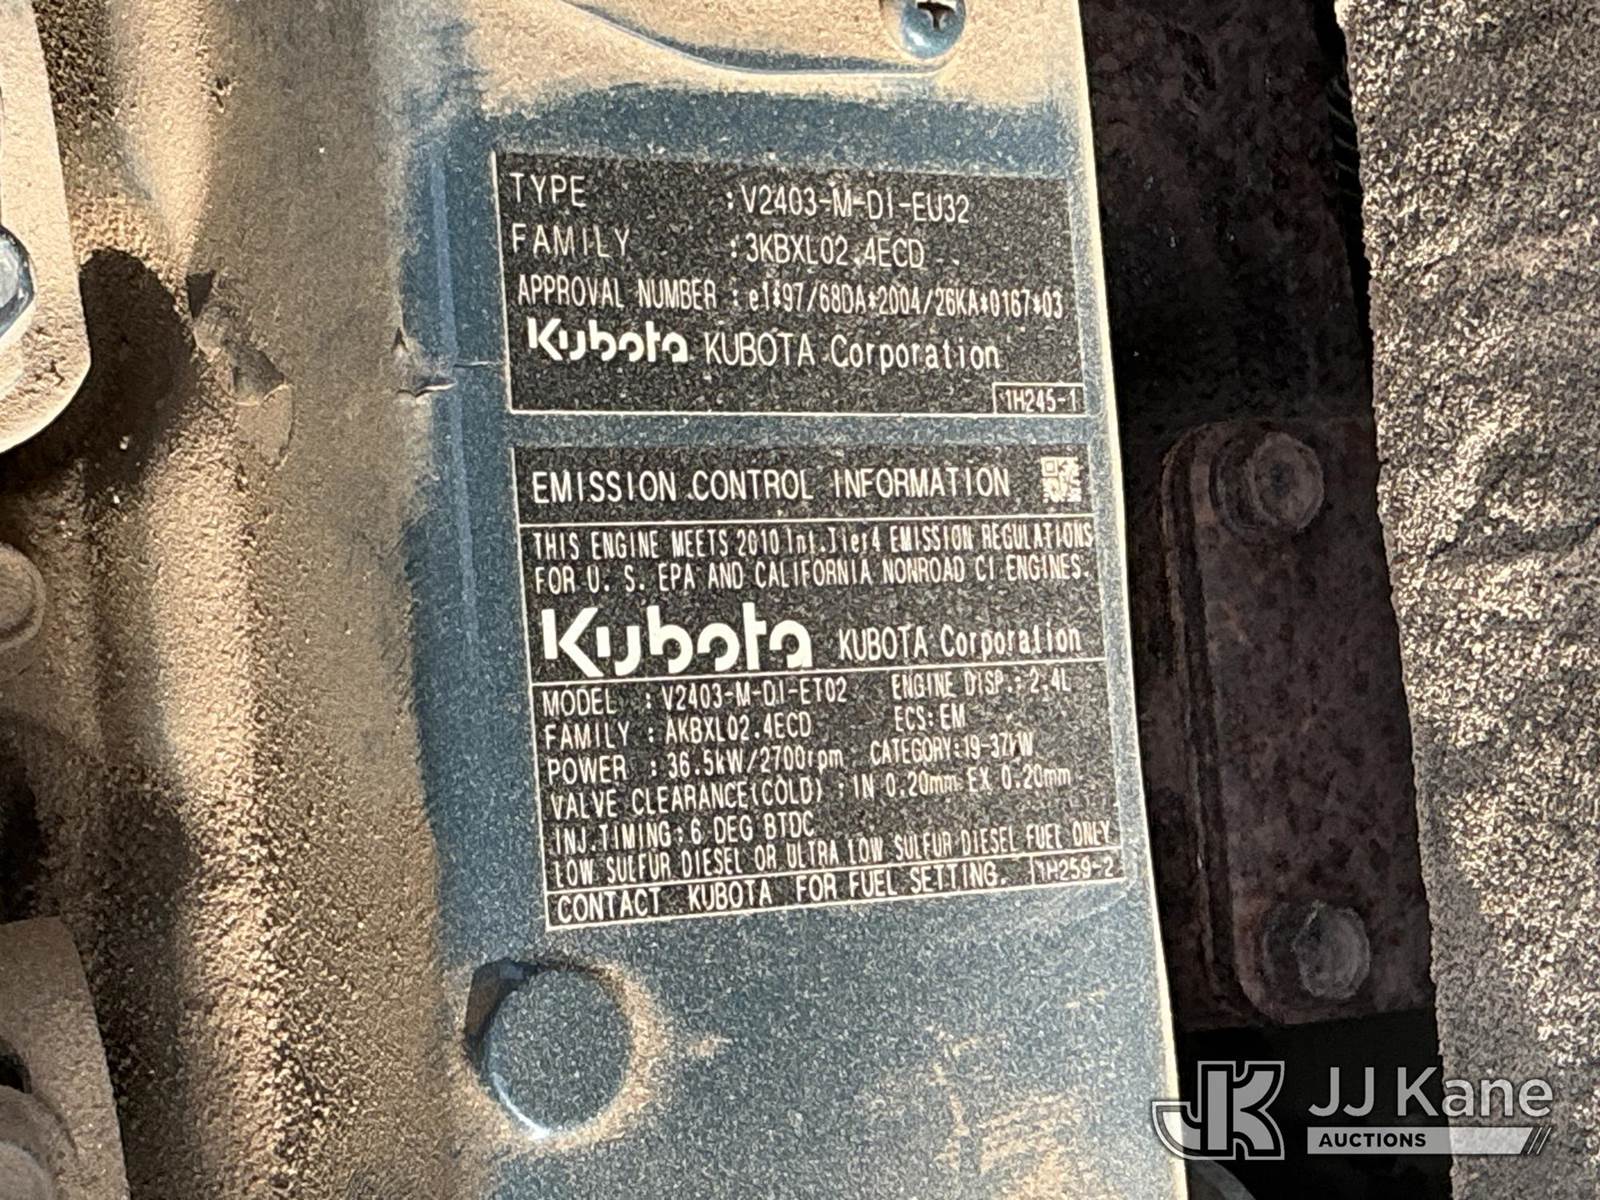 TYPE : V2403-M-DI-EU32
FAMILY : 3KBXL02.4ECD
APPROVAL NUMBER : e1*97/68DA*2004/26KA*0167*03
Kubota KUBOTA Corporation
1H245-1
EMISSION CONTROL INFORMATION
THIS ENGINE MEETS 2010 Int.Tier4 EMISSION REGULATIONS
FOR U. S. EPA AND CALIFORNIA NONROAD CI ENGINES.
Kubota KUBOTA Corporation
MODEL : V2403-M-DI-ET02 ENGINE DISP.: 2.4L
FAMILY : AKBXL02.4ECD ECS: EM
POWER : 36.5kW/2700rpm CATEGORY:19-37kW
VALVE CLEARANCE(COLD) : IN 0.20mm EX 0.20mm
INJ.TIMING:6 DEG BTDC
LOW SULFUR DIESEL OR ULTRA LOW SULFUR DIESEL FUEL ONLY
CONTACT KUBOTA FOR FUEL SETTING. 1H259-2
JK JJ Kane
AUCTIONS